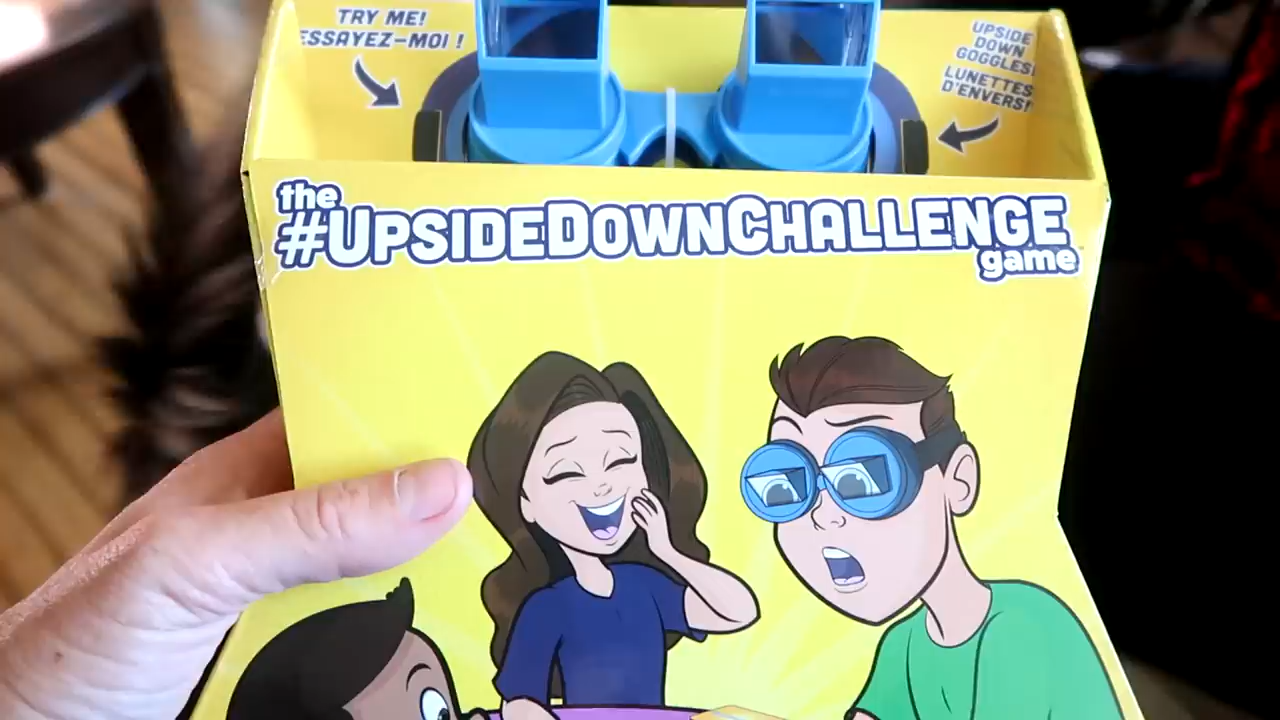 TRY ME!
ESSAYEZ-MOI !
UPSIDE
DOWN
GOGGLES!
LUNETTES
D'ENVERS!
the
#UPSIDEDOWNCHALLENGE
game